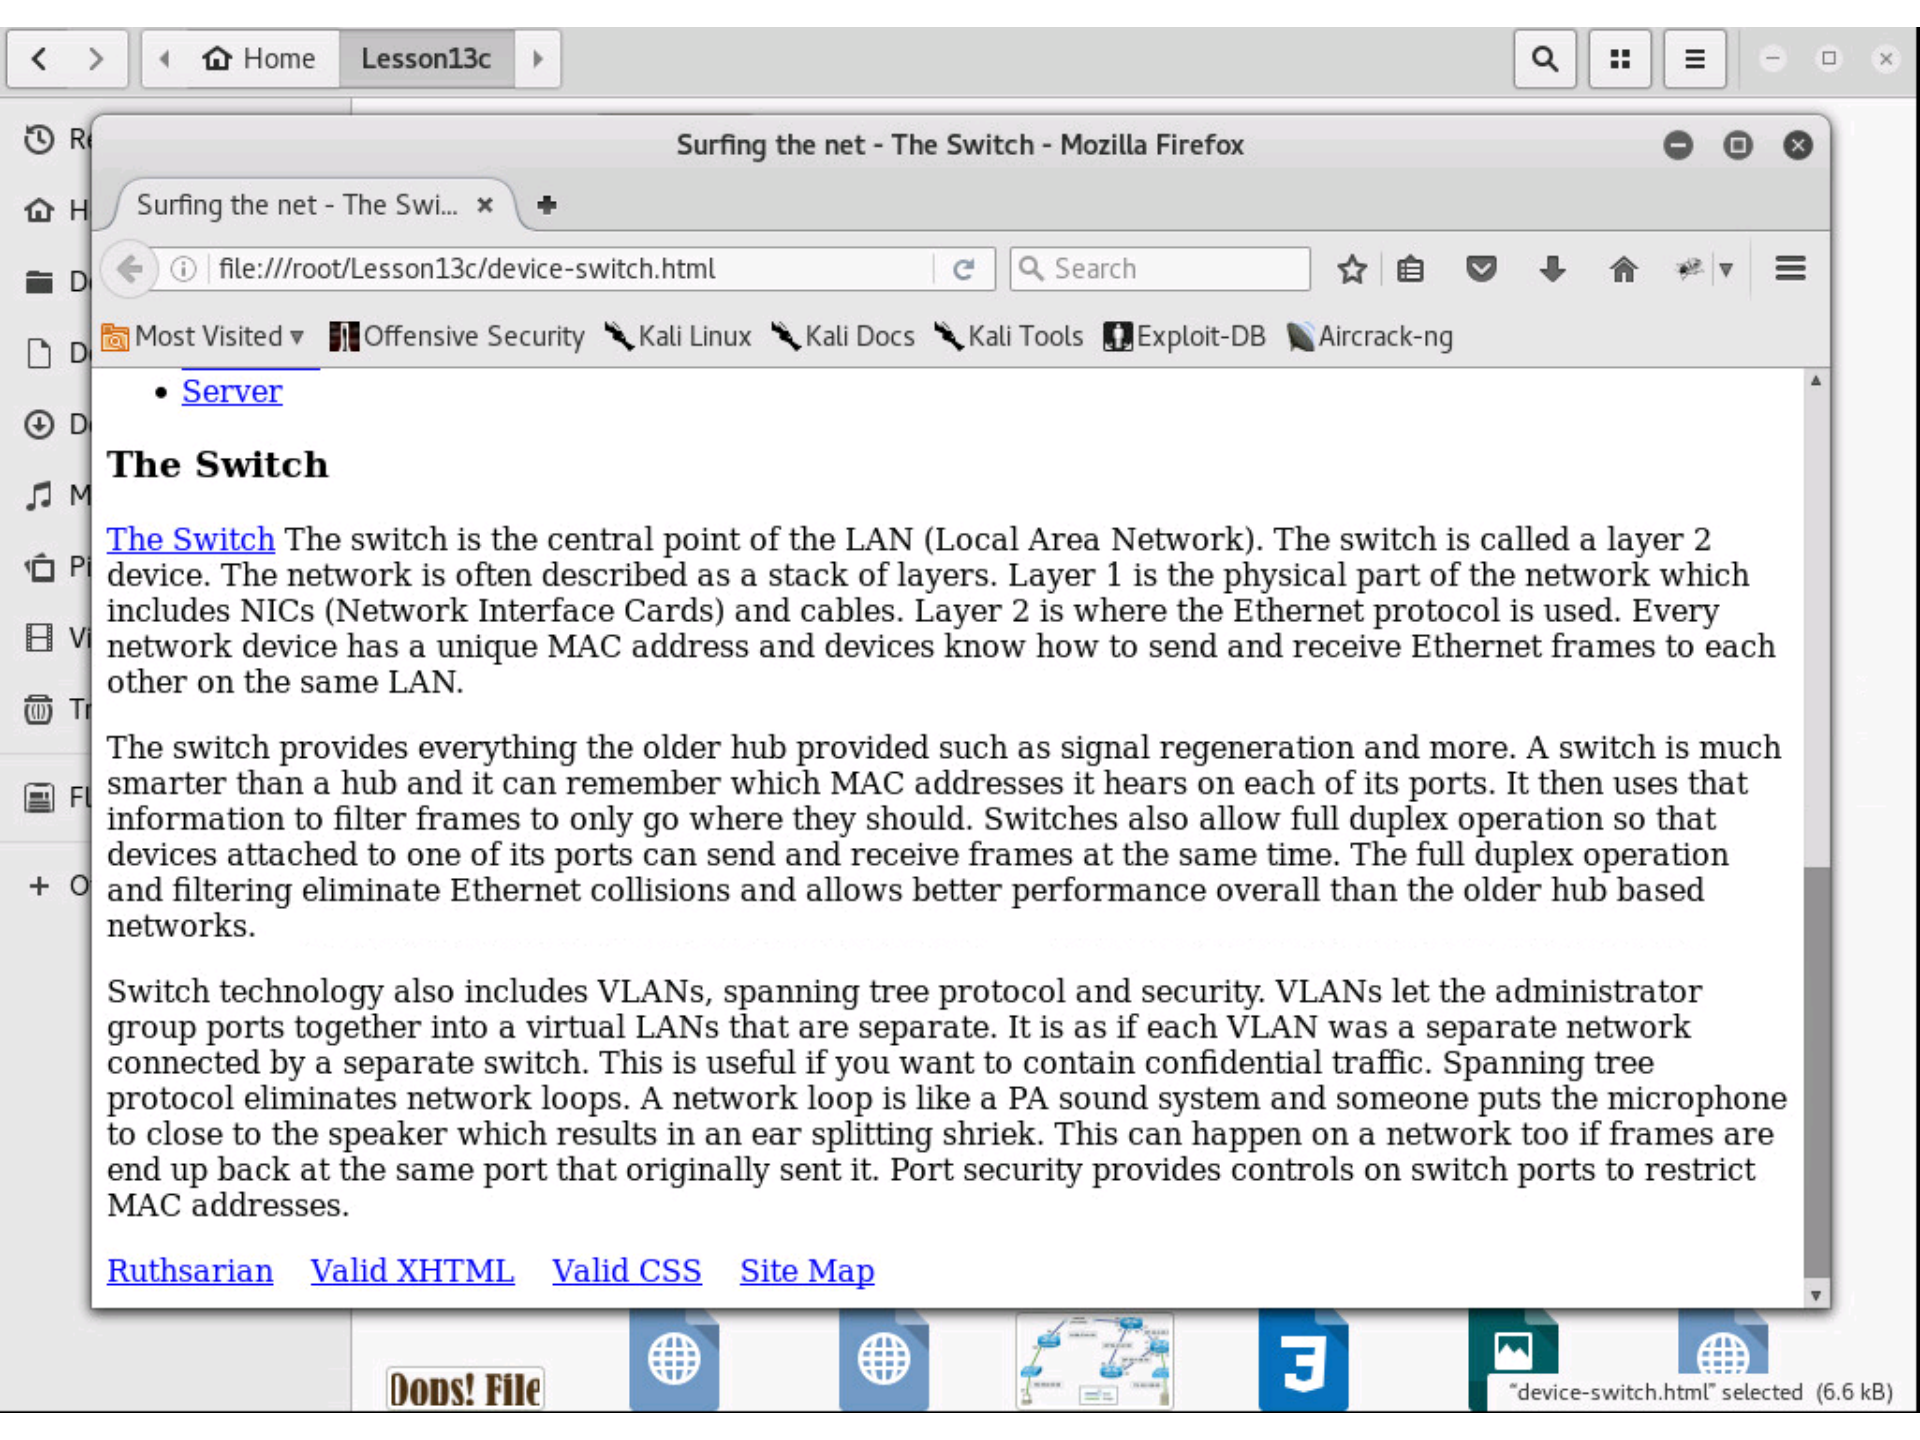 Home Lesson13c
Surfing the net - The Switch - Mozilla Firefox
Surfing the net - The Swi...
file:///root/Lesson13c/device-switch.html Search
Most Visited Offensive Security Kali Linux Kali Docs Kali Tools Exploit-DB Aircrack-ng
Server
The Switch
The Switch The switch is the central point of the LAN (Local Area Network). The switch is called a layer 2
device. The network is often described as a stack of layers. Layer 1 is the physical part of the network which
includes NICs (Network Interface Cards) and cables. Layer 2 is where the Ethernet protocol is used. Every
network device has a unique MAC address and devices know how to send and receive Ethernet frames to each
other on the same LAN.
The switch provides everything the older hub provided such as signal regeneration and more. A switch is much
smarter than a hub and it can remember which MAC addresses it hears on each of its ports. It then uses that
information to filter frames to only go where they should. Switches also allow full duplex operation so that
devices attached to one of its ports can send and receive frames at the same time. The full duplex operation
and filtering eliminate Ethernet collisions and allows better performance overall than the older hub based
networks.
Switch technology also includes VLANs, spanning tree protocol and security. VLANs let the administrator
group ports together into a virtual LANs that are separate. It is as if each VLAN was a separate network
connected by a separate switch. This is useful if you want to contain confidential traffic. Spanning tree
protocol eliminates network loops. A network loop is like a PA sound system and someone puts the microphone
to close to the speaker which results in an ear splitting shriek. This can happen on a network too if frames are
end up back at the same port that originally sent it. Port security provides controls on switch ports to restrict
MAC addresses.
Ruthsarian Valid XHTML Valid CSS Site Map
"device-switch.html" selected (6.6 kB)